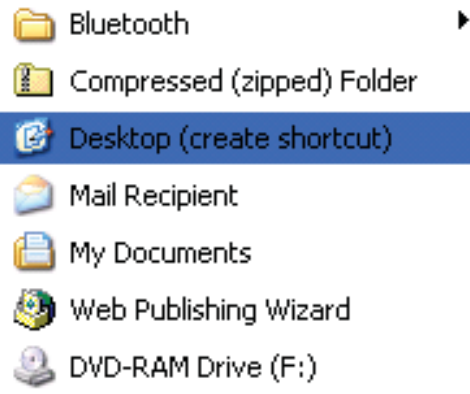 Bluetooth
Compressed (zipped) Folder
Desktop (create shortcut)
Mail Recipient
My Documents
Web Publishing Wizard
DVD-RAM Drive (F:)